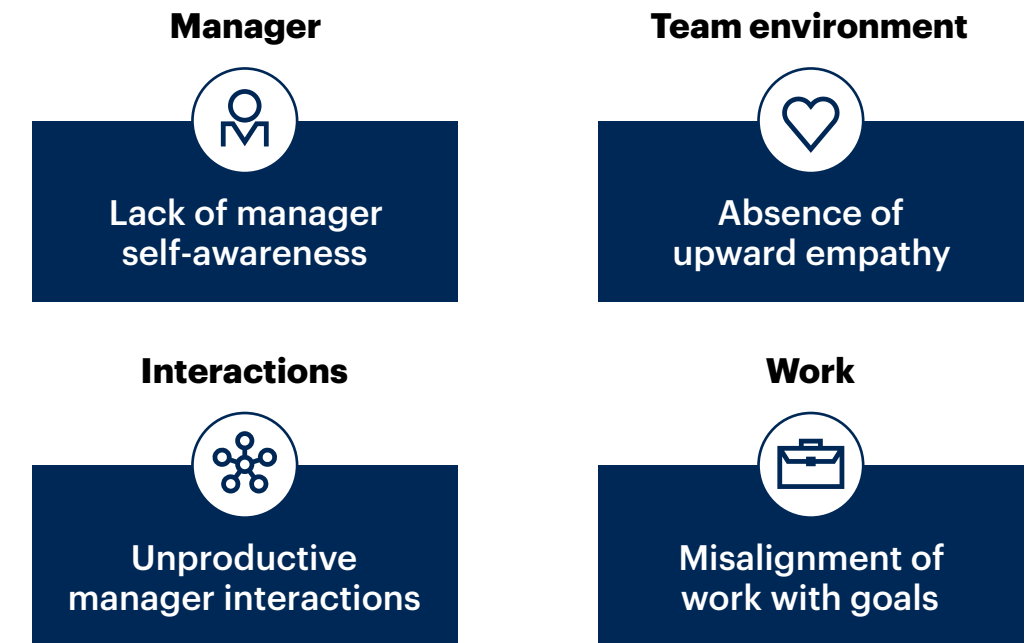 Manager
Lack of manager
self-awareness
Team environment
Absence of
upward empathy
Interactions
Unproductive
manager interactions
Work
Misalignment of
work with goals